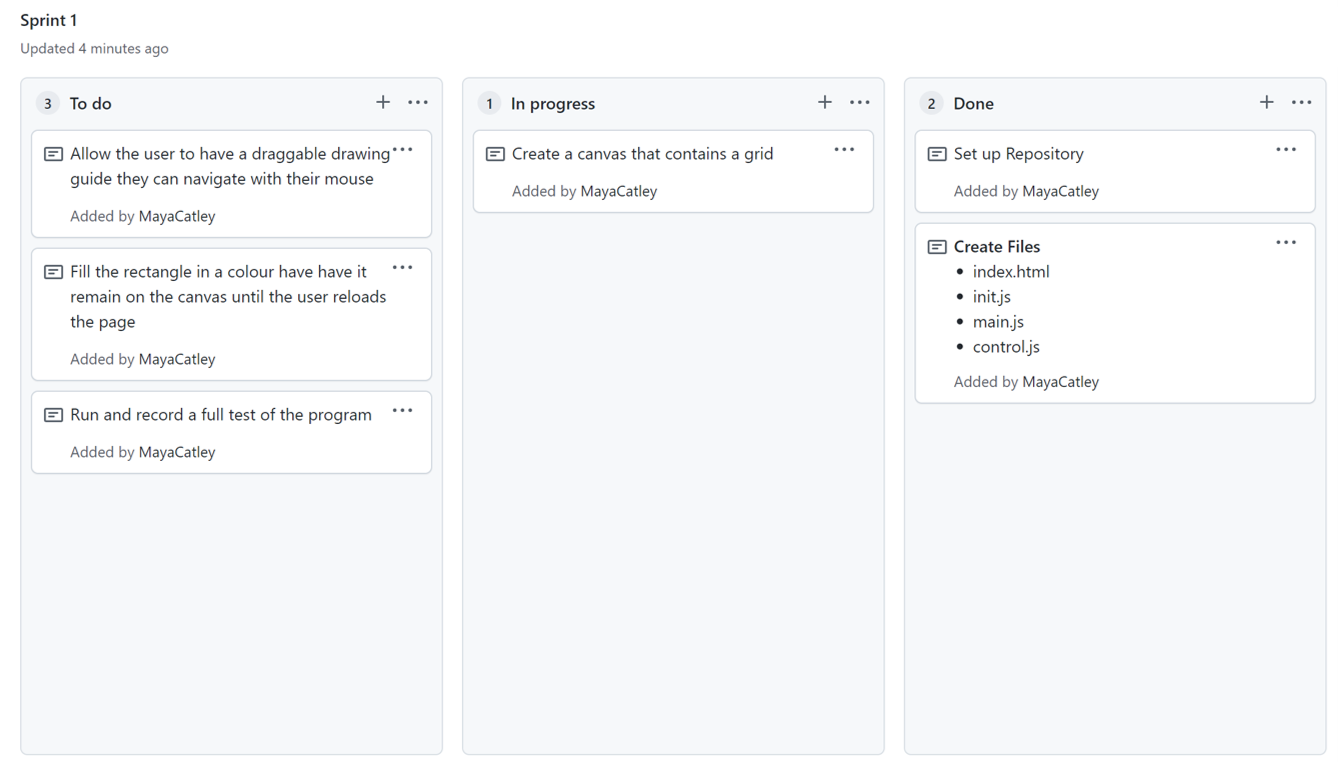 Sprint 1
Updated 4 minutes ago
3 To do
Allow the user to have a draggable drawing
guide they can navigate with their mouse
Added by MayaCatley
Fill the rectangle in a colour have have it
remain on the canvas until the user reloads
the page
Added by MayaCatley
Run and record a full test of the program
Added by MayaCatley
1 In progress
Create a canvas that contains a grid
Added by MayaCatley
2 Done
Set up Repository
Added by MayaCatley
Create Files
• index.html
• init.js
• main.js
• control.js
Added by MayaCatley